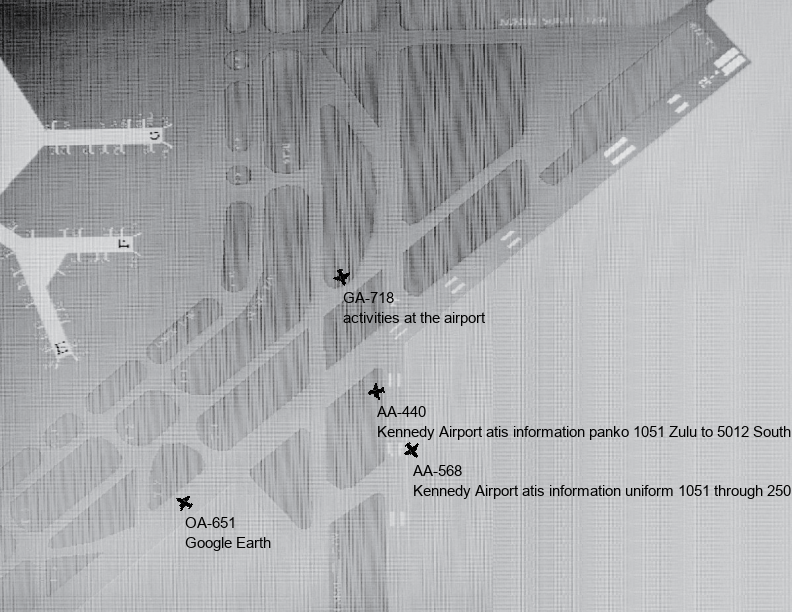 G
F
E
GA-718
activities at the airport
AA-440
Kennedy Airport atis information panko 1051 Zulu to 5012 South
AA-568
Kennedy Airport atis information uniform 1051 through 250
OA-651
Google Earth